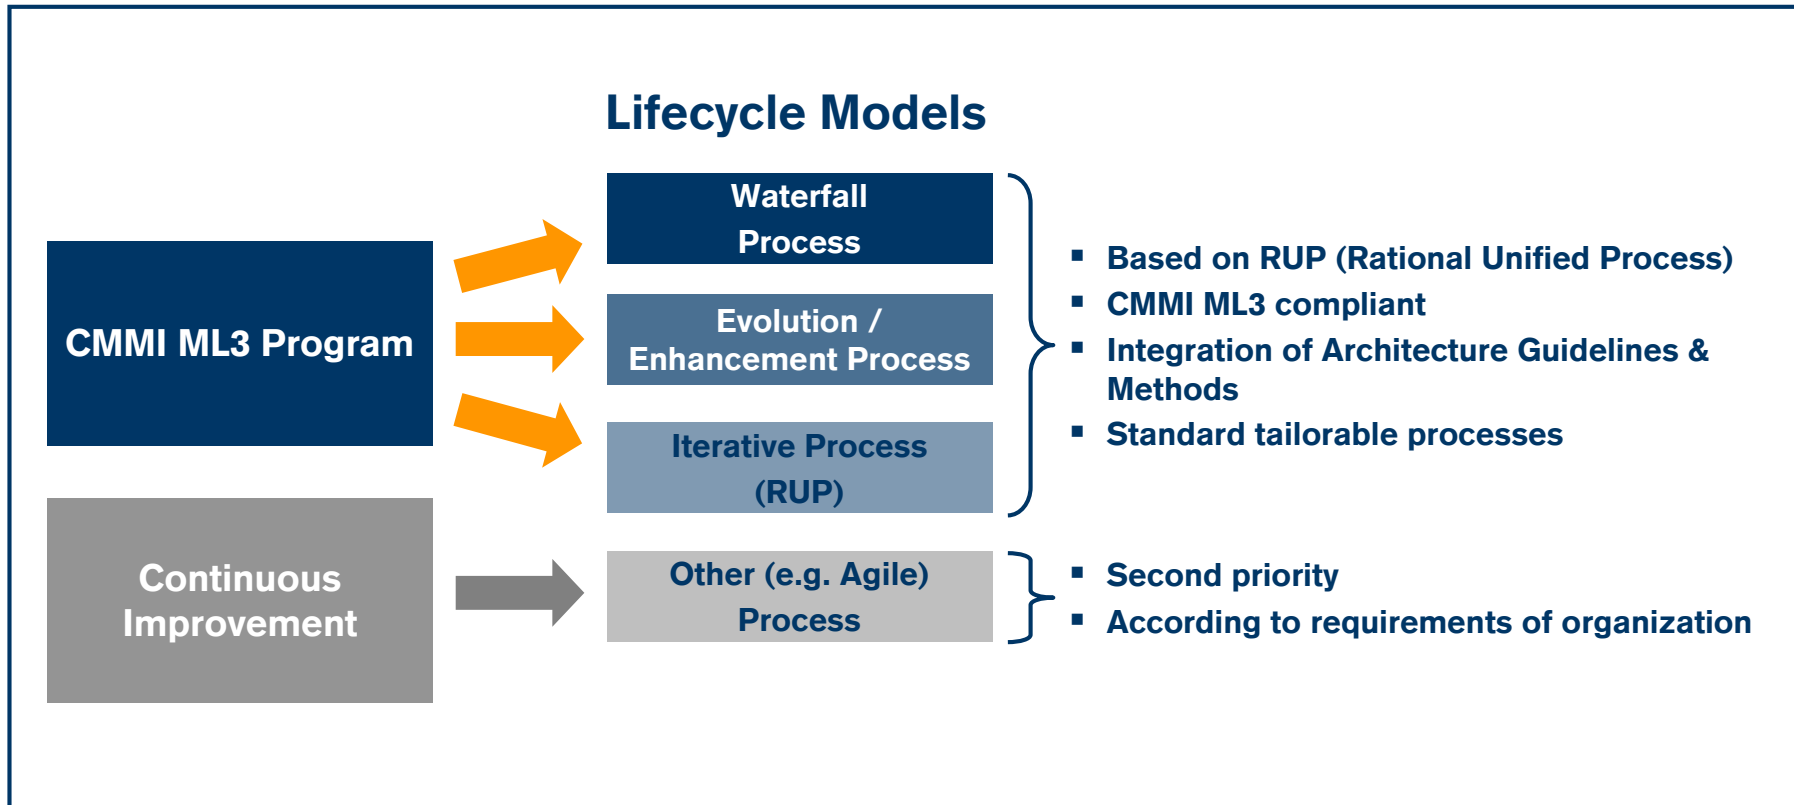 Lifecycle Models
CMMI ML3 Program
Waterfall
Process
Evolution /
Enhancement Process
Iterative Process
(RUP)
▪ Based on RUP (Rational Unified Process)
▪ CMMI ML3 compliant
▪ Integration of Architecture Guidelines &
Methods
▪ Standard tailorable processes
Continuous
Improvement
Other (e.g. Agile)
Process
▪ Second priority
▪ According to requirements of organization